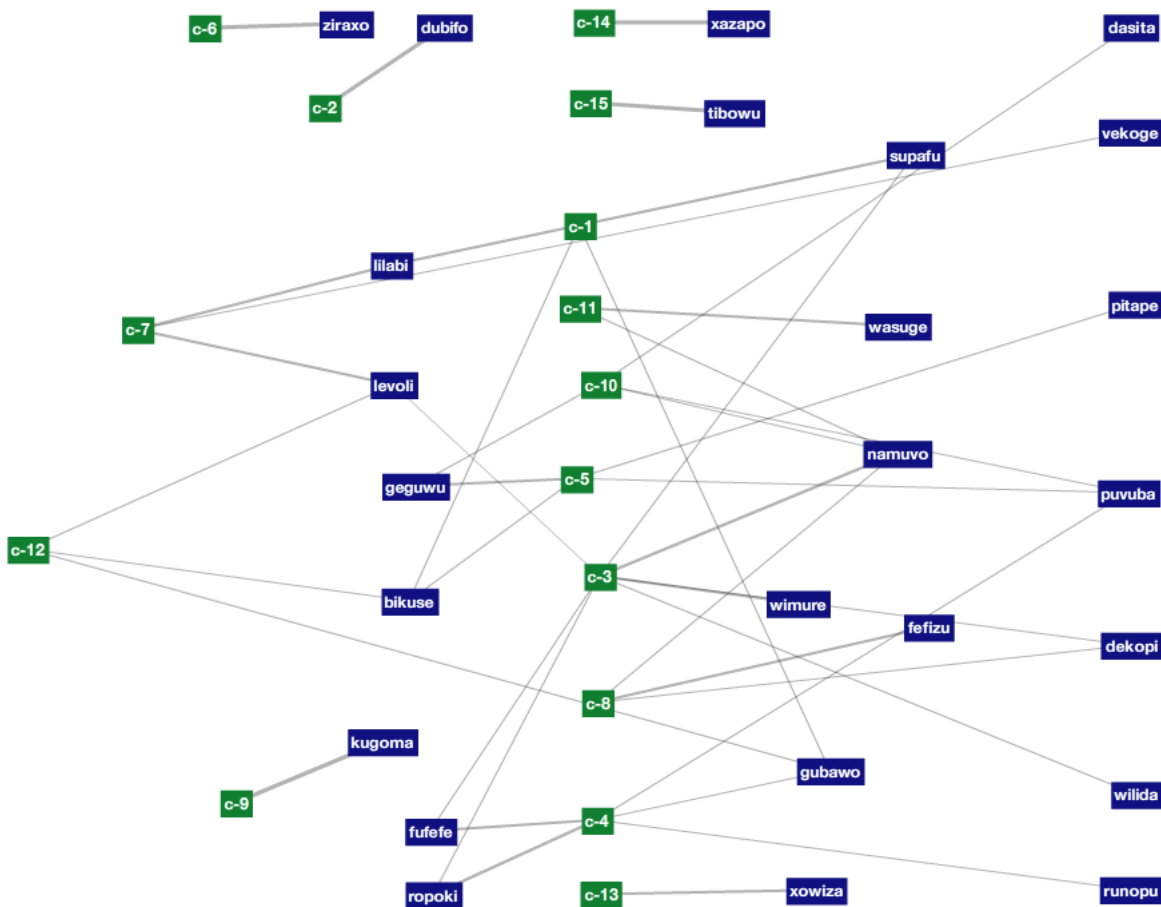 c-6
ziraxo
dubifo
c-14
xazapo
dasita
c-2
c-15
tibowu
vekoge
supafu
c-1
lilabi
c-7
c-11
wasuge
pitape
levoli
c-10
namuvo
geguwu
c-5
puvuba
c-12
bikuse
c-3
wimure
fefizu
dekopi
c-8
kugoma
gubawo
c-9
wilida
fufefe
c-4
ropoki
c-13
xowiza
runopu